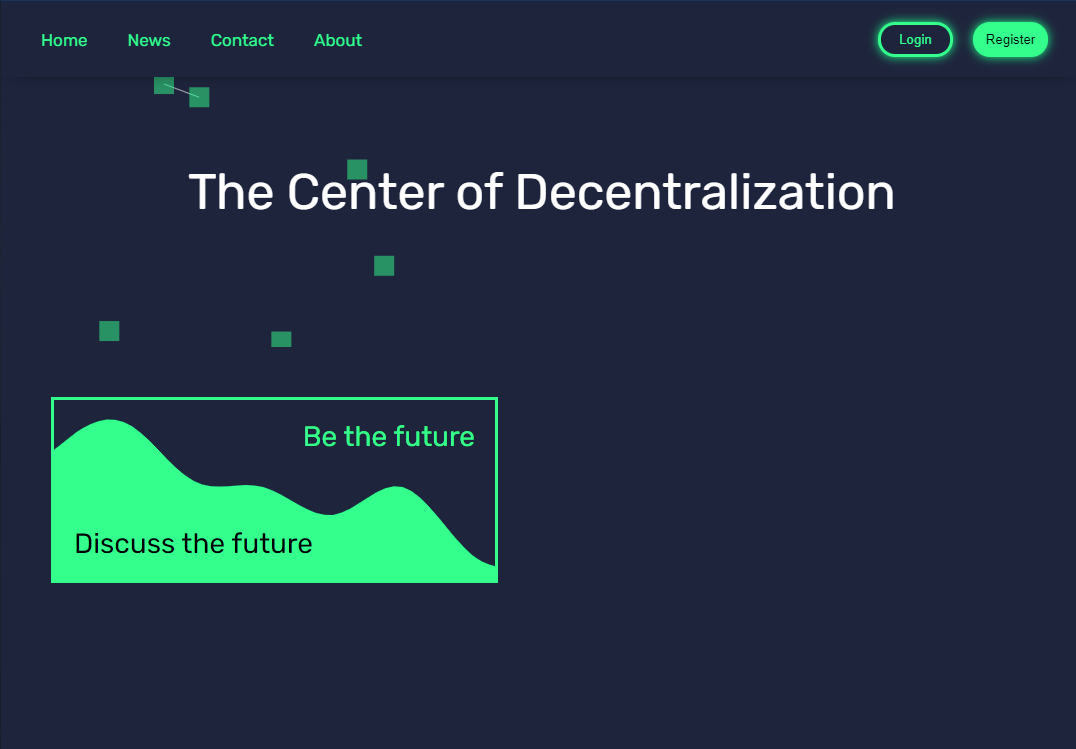 Home News Contact About Login Register
The Center of Decentralization
Be the future
Discuss the future